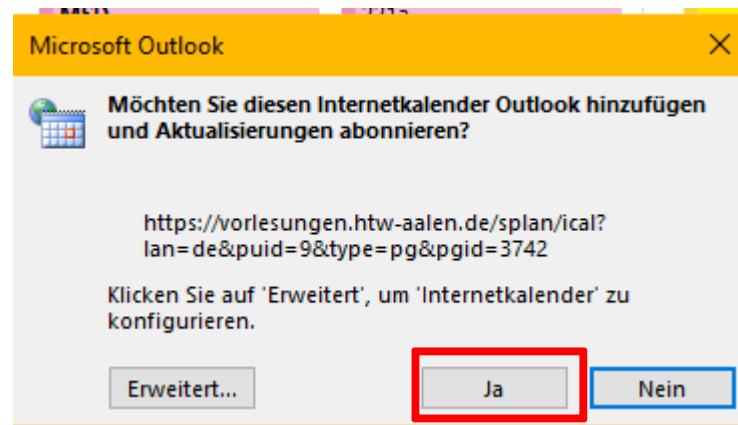 Microsoft Outlook
Möchten Sie diesen Internetkalender Outlook hinzufügen
und Aktualisierungen abonnieren?
https://vorlesungen.htw-aalen.de/splan/ical?
lan=de&puid=9&type=pg&pgid=3742
Klicken Sie auf 'Erweitert', um 'Internetkalender' zu
konfigurieren.
Erweitert...
Ja
Nein